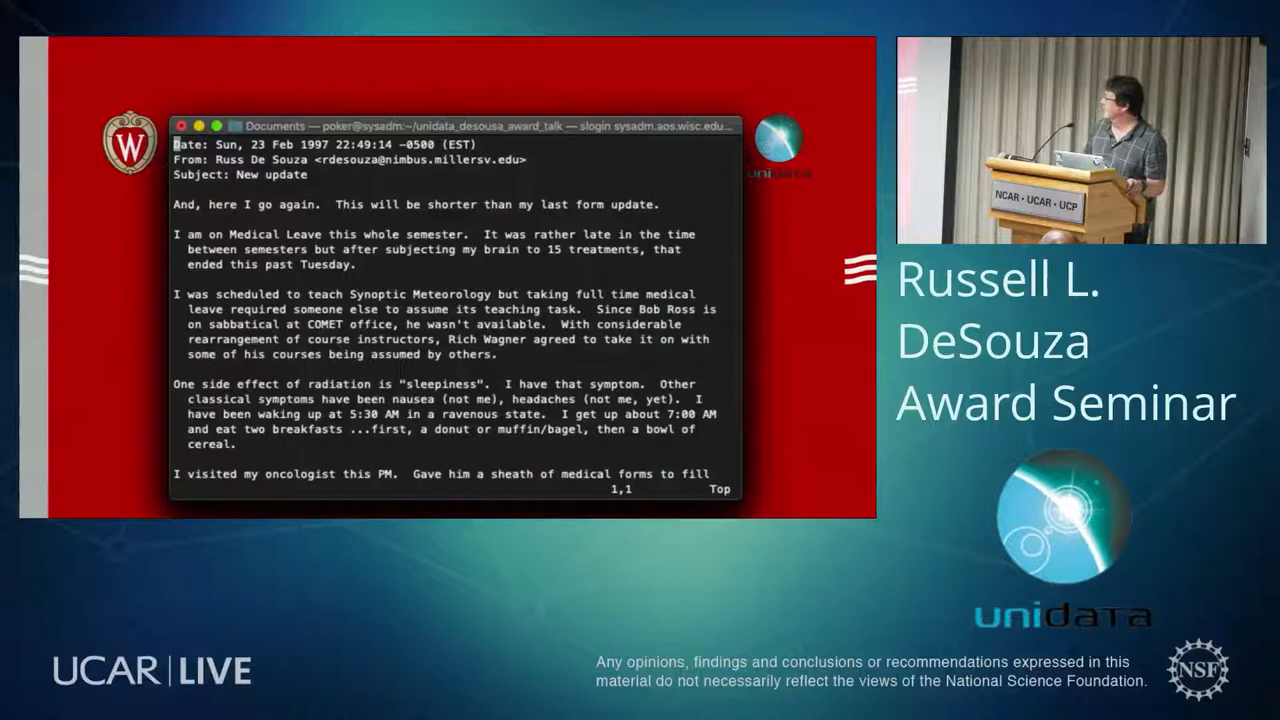 W
Documents — poker@sysadm:~/unidata_desousa_award_talk — slogin sysadm.aos.wisc.edu...
Date: Sun, 23 Feb 1997 22:49:14 -0500 (EST)
From: Russ De Souza <rdesouza@nimbus.millersv.edu>
Subject: New update
And, here I go again.  This will be shorter than my last form update.
I am on Medical Leave this whole semester.  It was rather late in the time
between semesters but after subjecting my brain to 15 treatments, that
ended this past Tuesday.
I was scheduled to teach Synoptic Meteorology but taking full time medical
leave required someone else to assume its teaching task.  Since Bob Ross is
on sabbatical at COMET office, he wasn't available.  With considerable
rearrangement of course instructors, Rich Wagner agreed to take it on with
some of his courses being assumed by others.
One side effect of radiation is "sleepiness".  I have that symptom.  Other
classical symptoms have been nausea (not me), headaches (not me, yet).  I
have been waking up at 5:30 AM in a ravenous state.  I get up about 7:00 AM
and eat two breakfasts ...first, a donut or muffin/bagel, then a bowl of
cereal.
I visited my oncologist this PM.  Gave him a sheath of medical forms to fill
1,1 Top
unidata
NCAR • UCAR • UCP
Russell L.
DeSouza
Award Seminar
unidata
UCAR | LIVE
Any opinions, findings and conclusions or recommendations expressed in this
material do not necessarily reflect the views of the National Science Foundation.
NSF